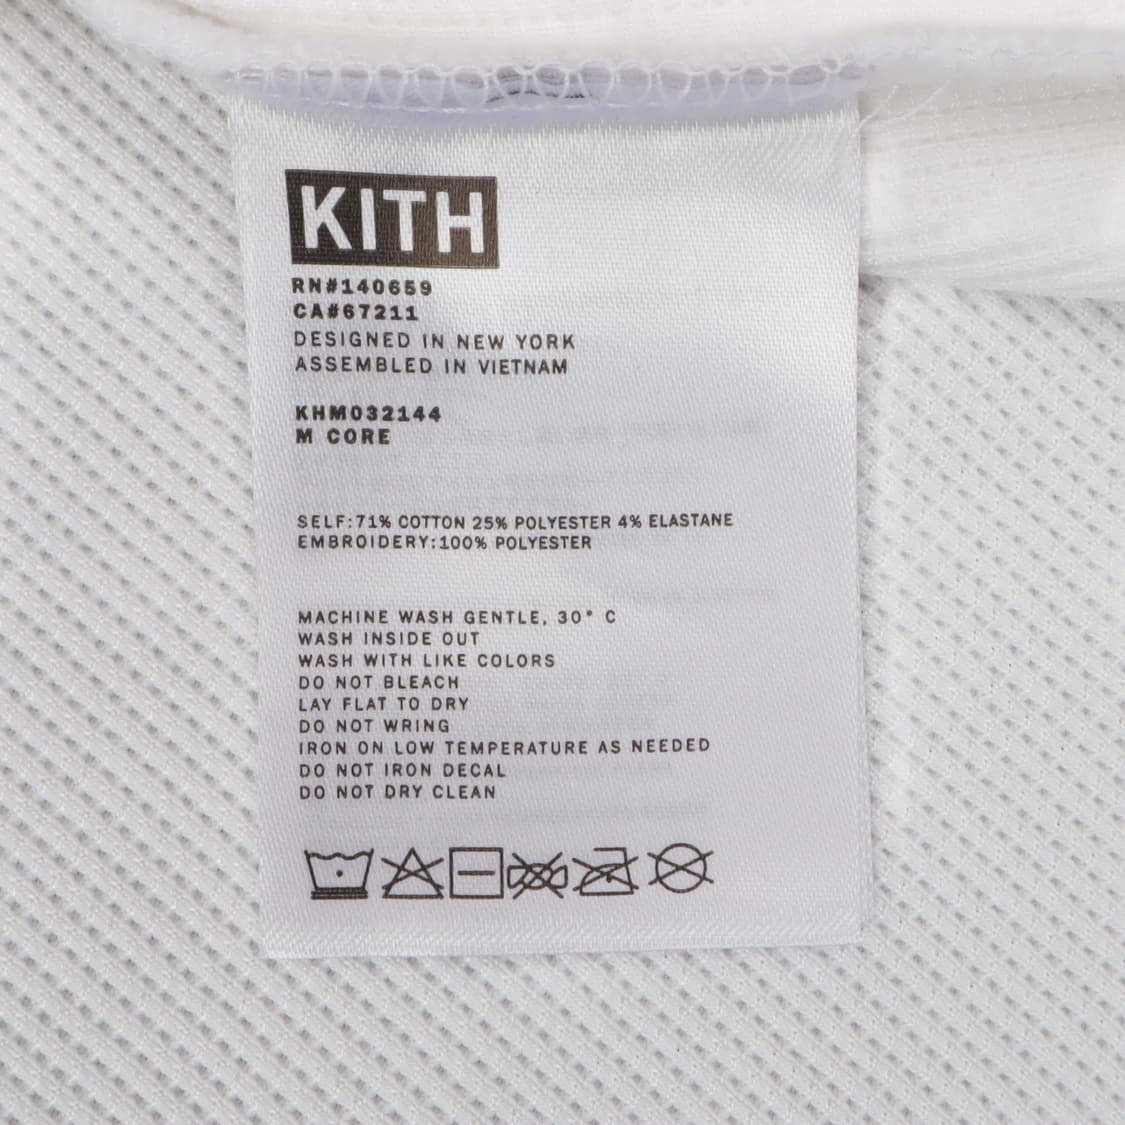 KITH
RN#140659
CA#67211
DESIGNED IN NEW YORK
ASSEMBLED IN VIETNAM
KHM032144
M CORE
SELF:71% COTTON 25% POLYESTER 4% ELASTANE
EMBROIDERY:100% POLYESTER
MACHINE WASH GENTLE, 30° C
WASH INSIDE OUT
WASH WITH LIKE COLORS
DO NOT BLEACH
LAY FLAT TO DRY
DO NOT WRING
IRON ON LOW TEMPERATURE AS NEEDED
DO NOT IRON DECAL
DO NOT DRY CLEAN